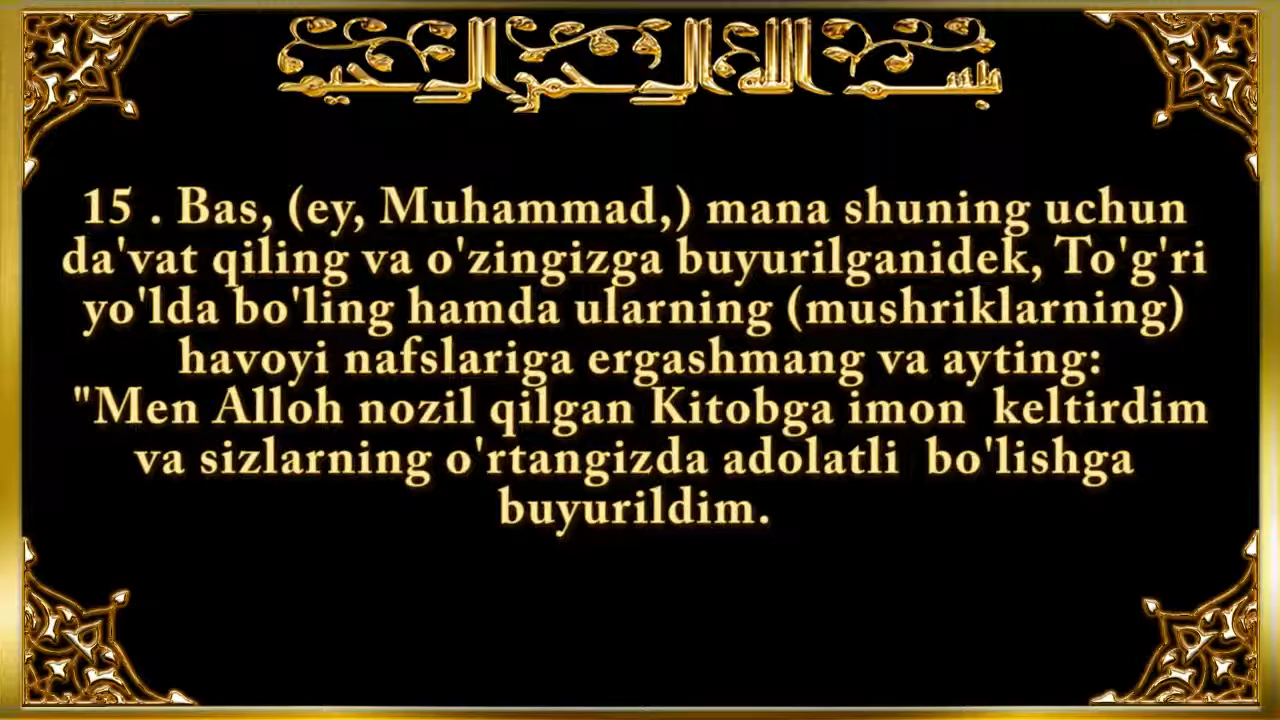 بسم الله الرحمن الرحيم
15 . Bas, (ey, Muhammad,) mana shuning uchun
da'vat qiling va o'zingizga buyurilganidek, To'g'ri
yo'lda bo'ling hamda ularning (mushriklarning)
havoyi nafslariga ergashmang va ayting:
"Men Alloh nozil qilgan Kitobga imon  keltirdim
va sizlarning o'rtangizda adolatli  bo'lishga
buyurildim.